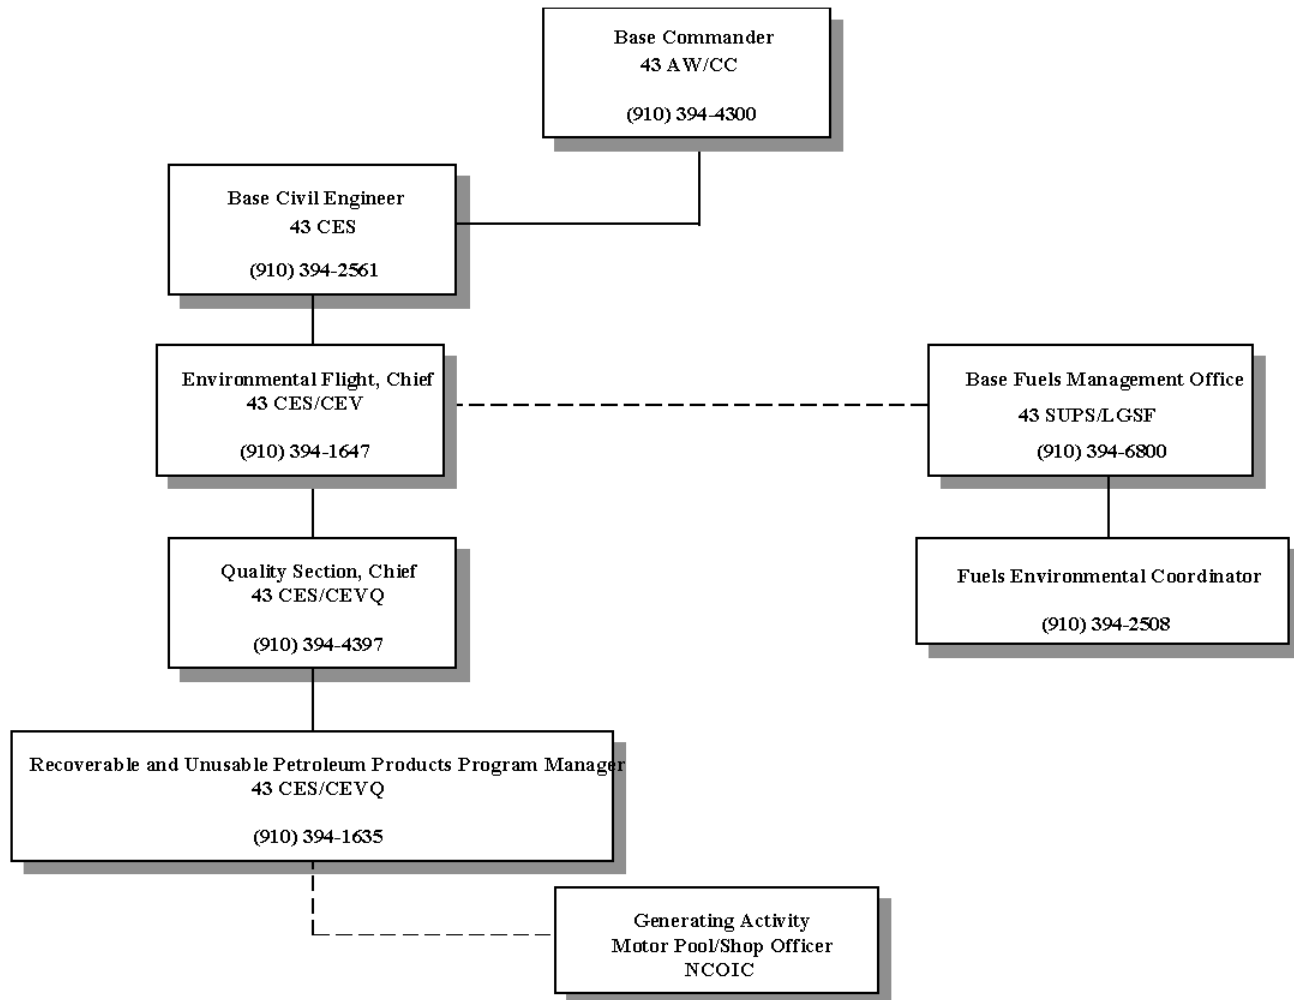 Base Commander
43 AW/CC
(910) 394-4300
Base Civil Engineer
43 CES
(910) 394-2561
Environmental Flight, Chief
43 CES/CEV
(910) 394-1647
Base Fuels Management Office
43 SUPS/LGSF
(910) 394-6800
Quality Section, Chief
43 CES/CEVQ
(910) 394-4397
Fuels Environmental Coordinator
(910) 394-2508
Recoverable and Unusable Petroleum Products Program Manager
43 CES/CEVQ
(910) 394-1635
Generating Activity
Motor Pool/Shop Officer
NCOIC